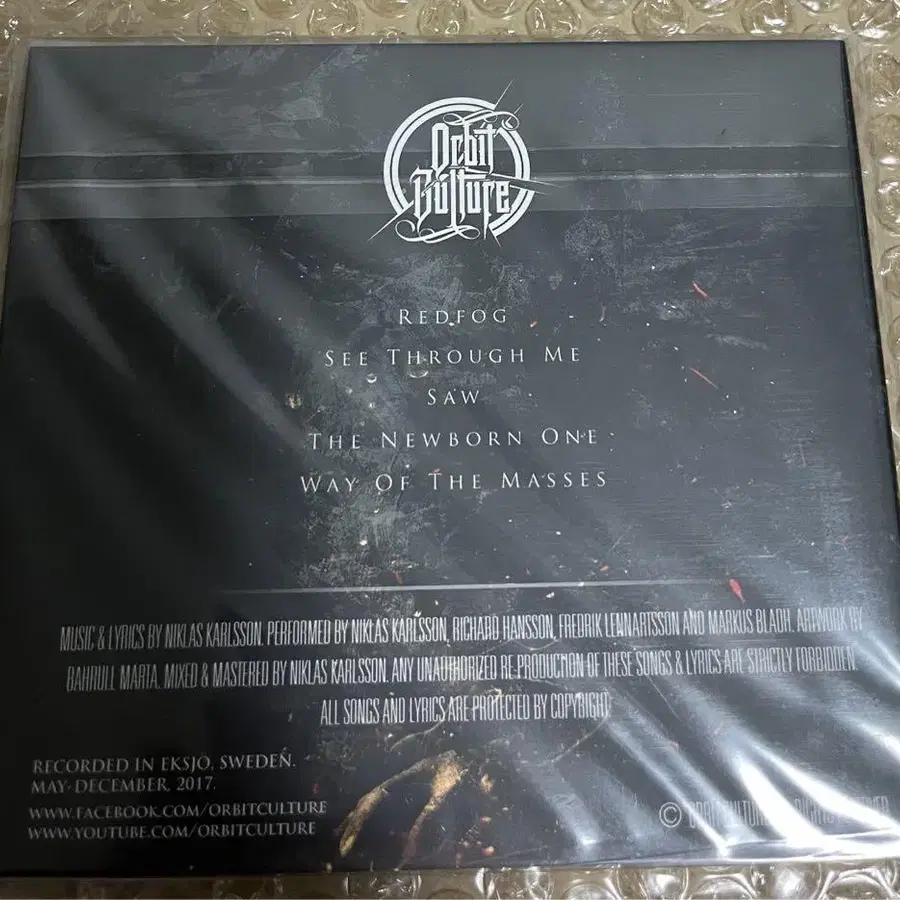 Orbit
Culture
REDFOG
SEE THROUGH ME
SAW
THE NEWBORN ONE
WAY OF THE MASSES
MUSIC & LYRICS BY NIKLAS KARLSSON. PERFORMED BY NIKLAS KARLSSON, RICHARD HANSSON, FREDRIK LENNARTSSON AND MARKUS BLADH. ARTWORK BY
BAHRULL MARTA. MIXED & MASTERED BY NIKLAS KARLSSON. ANY UNAUTHORIZED RE-PRODUCTION OF THESE SONGS & LYRICS ARE STRICTLY FORBIDDEN.
ALL SONGS AND LYRICS ARE PROTECTED BY COPYRIGHT
RECORDED IN EKSJÖ, SWEDEN.
MAY-DECEMBER, 2017.
WWW.FACEBOOK.COM/ORBITCULTURE
WWW.YOUTUBE.COM/ORBITCULTURE
© ORBIT CULTURE